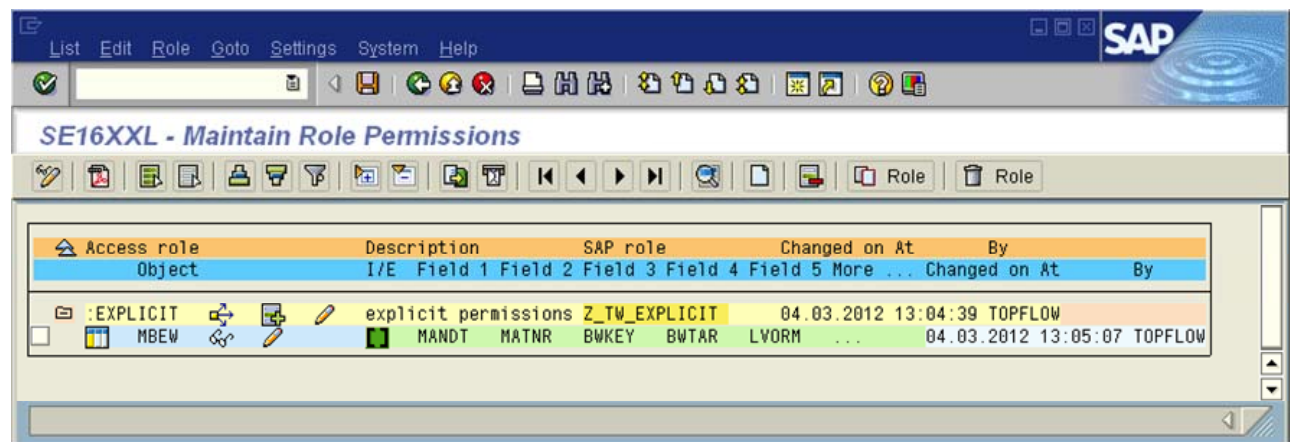 List Edit Role Goto Settings System Help
SAP
SE16XXL - Maintain Role Permissions
Role Role
Access role Description SAP role Changed on At By
Object I/E Field 1 Field 2 Field 3 Field 4 Field 5 More ... Changed on At By
:EXPLICIT explicit permissions Z_TW_EXPLICIT 04.03.2012 13:04:39 TOPFLOW
MBEW [] MANDT MATNR BWKEY BWTAR LVORM ... 04.03.2012 13:05:07 TOPFLOW